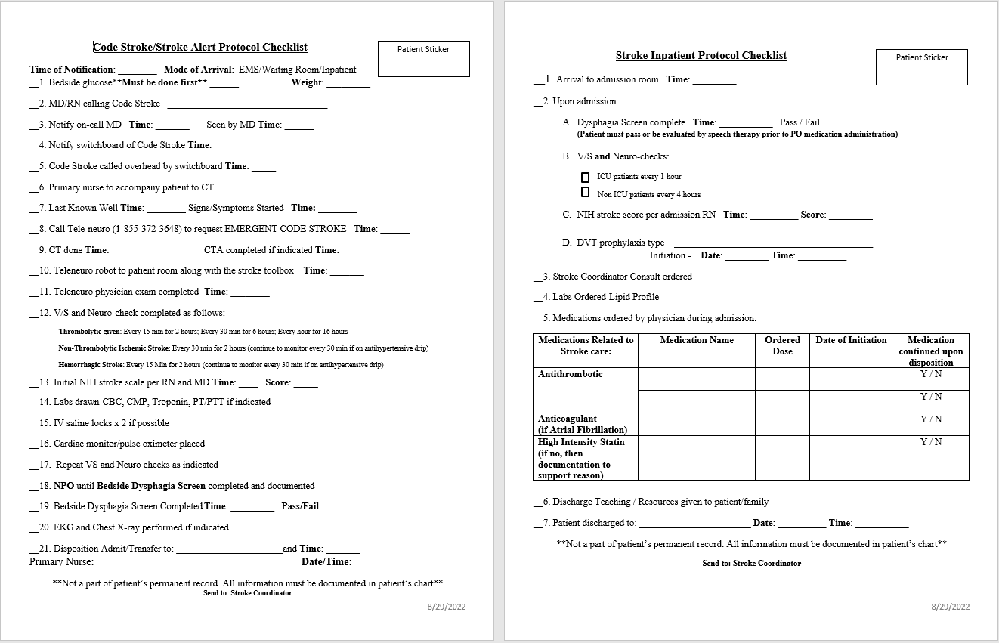 Code Stroke/Stroke Alert Protocol Checklist
Patient Sticker
Time of Notification: ________ Mode of Arrival: EMS/Waiting Room/Inpatient
__1. Bedside glucose**Must be done first** ______ Weight: _________
__2. MD/RN calling Code Stroke _________________________________
__3. Notify on-call MD Time: _______ Seen by MD Time: ______
__4. Notify switchboard of Code Stroke Time: _______
__5. Code Stroke called overhead by switchboard Time: _____
__6. Primary nurse to accompany patient to CT
__7. Last Known Well Time: ________ Signs/Symptoms Started Time: ________
__8. Call Tele-neuro (1-855-372-3648) to request EMERGENT CODE STROKE Time: ______
__9. CT done Time: _______ CTA completed if indicated Time: _________
__10. Teleneuro robot to patient room along with the stroke toolbox Time: _______
__11. Teleneuro physician exam completed Time: ________
__12. V/S and Neuro-check completed as follows:
Thrombolytic given: Every 15 min for 2 hours; Every 30 min for 6 hours; Every hour for 16 hours
Non-Thrombolytic Ischemic Stroke: Every 30 min for 2 hours (continue to monitor every 30 min if on antihypertensive drip)
Hemorrhagic Stroke: Every 15 Min for 2 hours (continue to monitor every 30 min if on antihypertensive drip)
__13. Initial NIH stroke scale per RN and MD Time: ____ Score: _____
__14. Labs drawn-CBC, CMP, Troponin, PT/PTT if indicated
__15. IV saline locks x 2 if possible
__16. Cardiac monitor/pulse oximeter placed
__17. Repeat VS and Neuro checks as indicated
__18. NPO until Bedside Dysphagia Screen completed and documented
__19. Bedside Dysphagia Screen Completed Time: _________ Pass/Fail
__20. EKG and Chest X-ray performed if indicated
__21. Disposition Admit/Transfer to: ______________________and Time: _______
Primary Nurse: _______________________________________Date/Time: _______________
**Not a part of patient’s permanent record. All information must be documented in patient’s chart**
Send to: Stroke Coordinator
8/29/2022
Stroke Inpatient Protocol Checklist
Patient Sticker
__1. Arrival to admission room Time: _________
__2. Upon admission:
A. Dysphagia Screen complete Time: ___________ Pass / Fail
(Patient must pass or be evaluated by speech therapy prior to PO medication administration)
B. V/S and Neuro-checks:
ICU patients every 1 hour
Non ICU patients every 4 hours
C. NIH stroke score per admission RN Time: __________ Score: _________
D. DVT prophylaxis type – _________________________________________
Initiation - Date: _________ Time: __________
__3. Stroke Coordinator Consult ordered
__4. Labs Ordered-Lipid Profile
__5. Medications ordered by physician during admission:
Medications Related to Stroke care: Medication Name Ordered Dose Date of Initiation Medication continued upon disposition
Antithrombotic Y / N
Y / N
Anticoagulant (if Atrial Fibrillation) Y / N
High Intensity Statin (if no, then documentation to support reason) Y / N
__6. Discharge Teaching / Resources given to patient/family
__7. Patient discharged to: _______________________ Date: __________ Time: ___________
**Not a part of patient’s permanent record. All information must be documented in patient’s chart**
Send to: Stroke Coordinator
8/29/2022